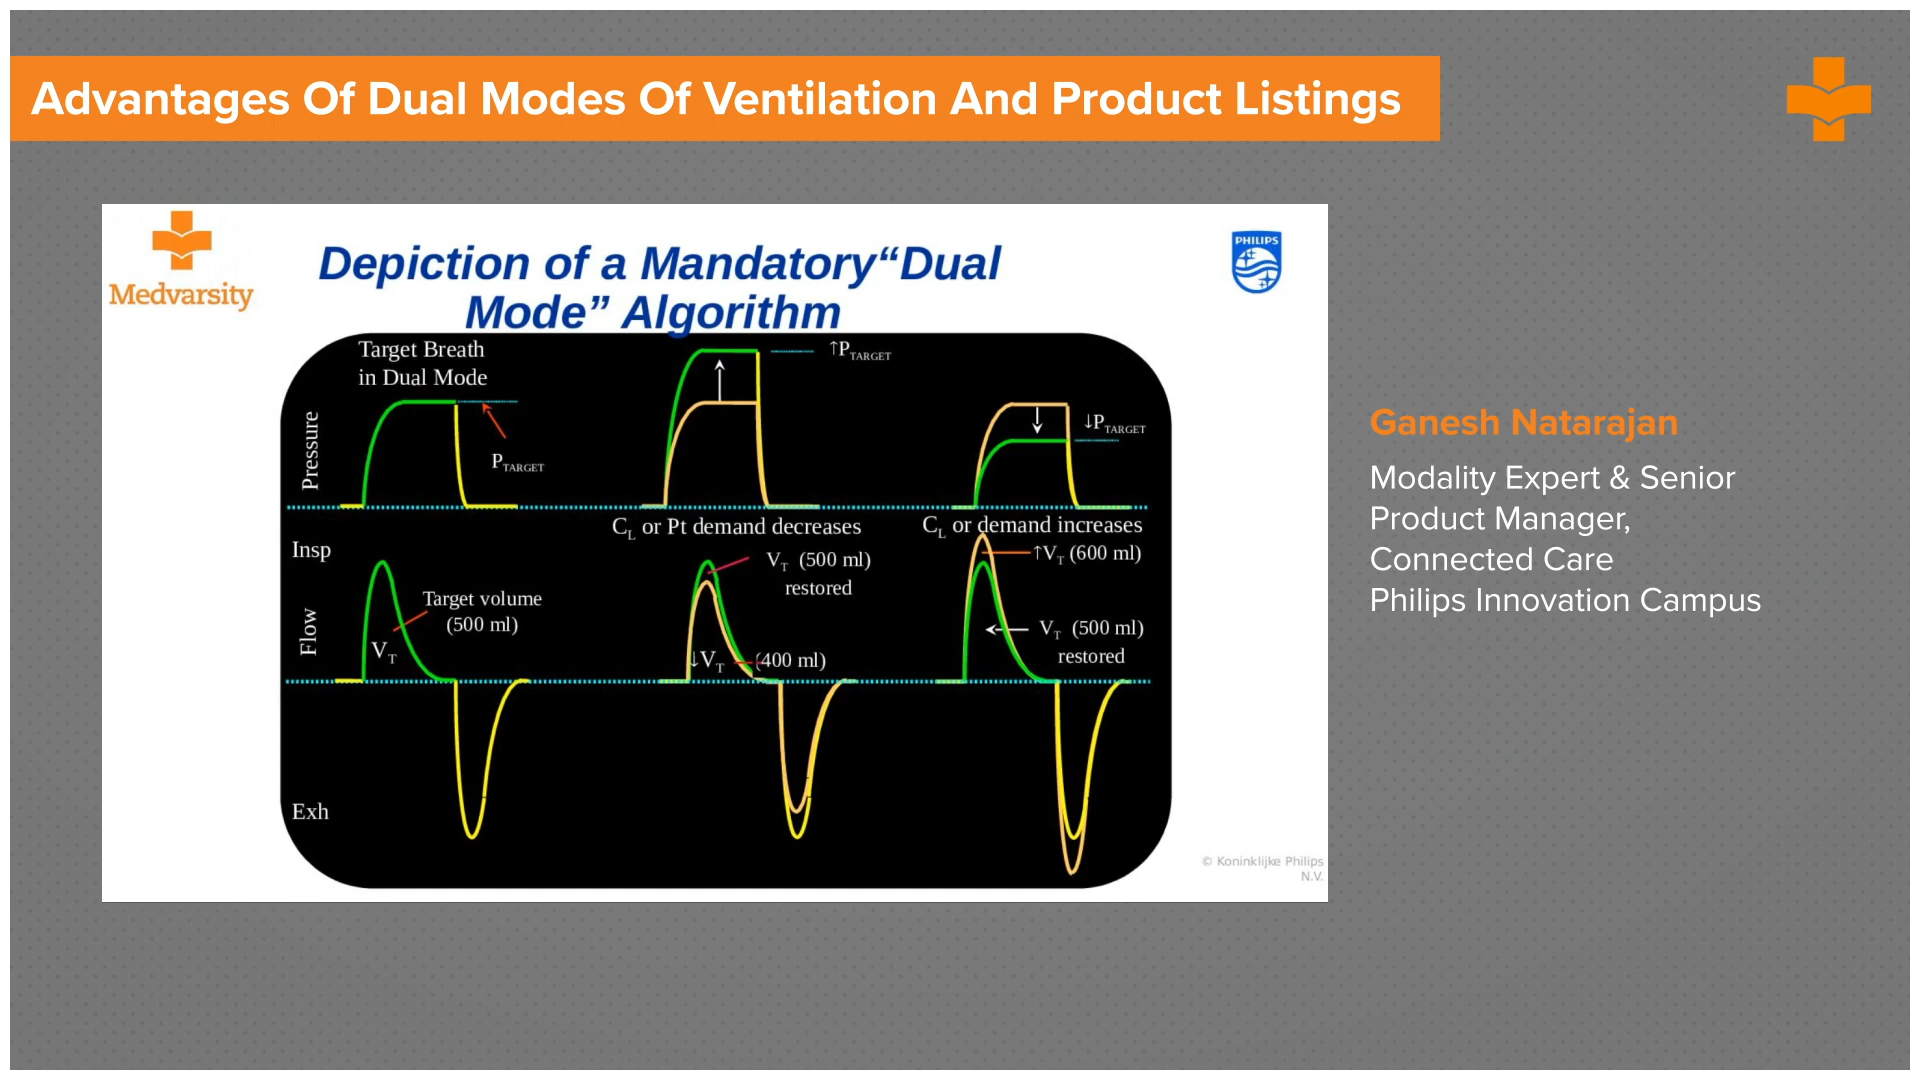 Advantages Of Dual Modes Of Ventilation And Product Listings
Medvarsity
Depiction of a Mandatory“Dual
Mode” Algorithm
PHILIPS
Target Breath
in Dual Mode
Pressure
PTARGET
↑PTARGET
↓PTARGET
CL or Pt demand decreases
CL or demand increases
Insp
Flow
Target volume
(500 ml)
VT
VT (500 ml)
restored
↓VT (400 ml)
↑VT (600 ml)
VT (500 ml)
restored
Exh
© Koninklijke Philips
N.V.
Ganesh Natarajan
Modality Expert & Senior
Product Manager,
Connected Care
Philips Innovation Campus